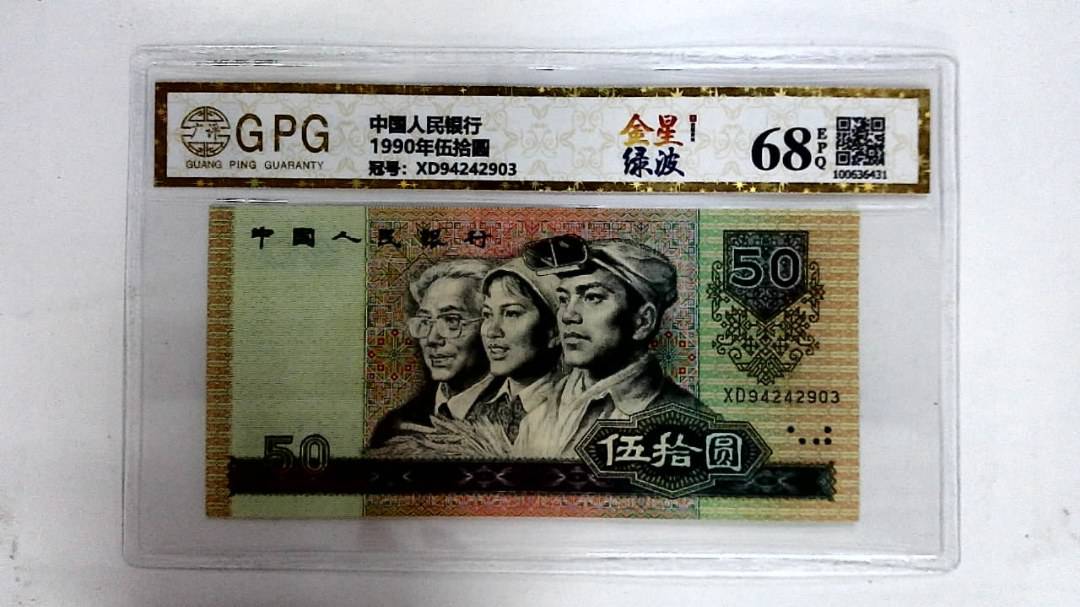 广评
GPG
GUANG PING GUARANTY
中国人民银行
1990年伍拾圆
冠号: XD94242903
金星
绿波
68
EPQ
100636431
中国人民银行
50
XD94242903
伍拾圆
50